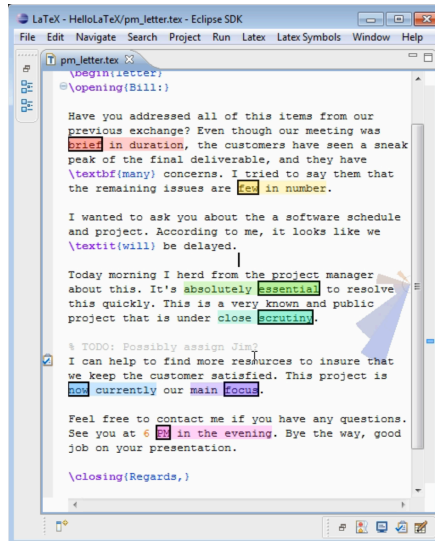 LaTeX - HelloLaTeX/pm_letter.tex - Eclipse SDK
File Edit Navigate Search Project Run Latex Latex Symbols Window Help
pm_letter.tex
\begin{letter}
\opening{Bill:}
Have you addressed all of this items from our
previous exchange? Even though our meeting was
brief in duration, the customers have seen a sneak
peak of the final deliverable, and they have
\textbf{many} concerns. I tried to say them that
the remaining issues are few in number.
I wanted to ask you about the a software schedule
and project. According to me, it looks like we
\textit{will} be delayed.
Today morning I herd from the project manager
about this. It's absolutely essential to resolve
this quickly. This is a very known and public
project that is under close scrutiny.
% TODO: Possibly assign Jim?
I can help to find more resources to insure that
we keep the customer satisfied. This project is
now currently our main focus.
Feel free to contact me if you have any questions.
See you at 6 PM in the evening. Bye the way, good
job on your presentation.
\closing{Regards,}